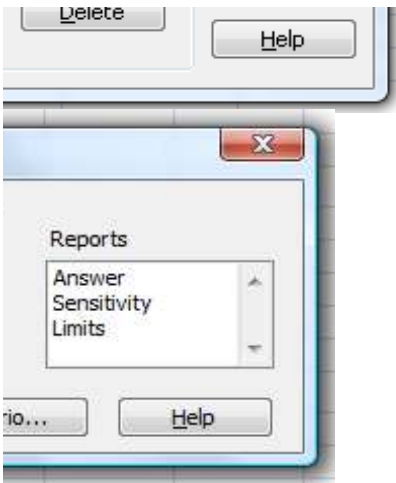 Delete
Help
Reports
Answer
Sensitivity
Limits
rio...
Help